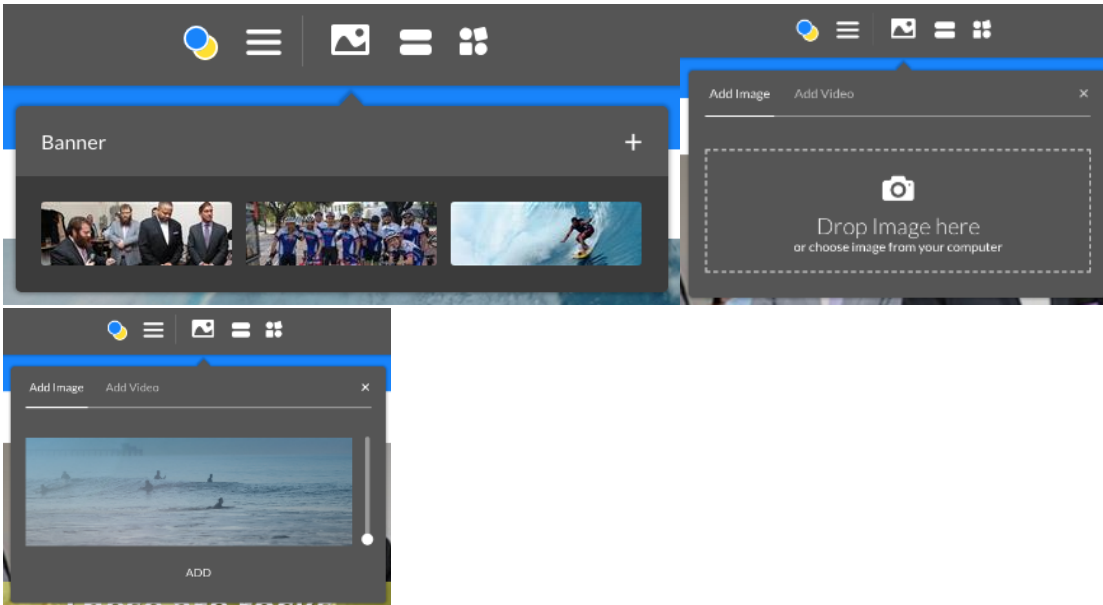 Banner
Add Image Add Video
Drop Image here
or choose image from your computer
Add Image Add Video
ADD